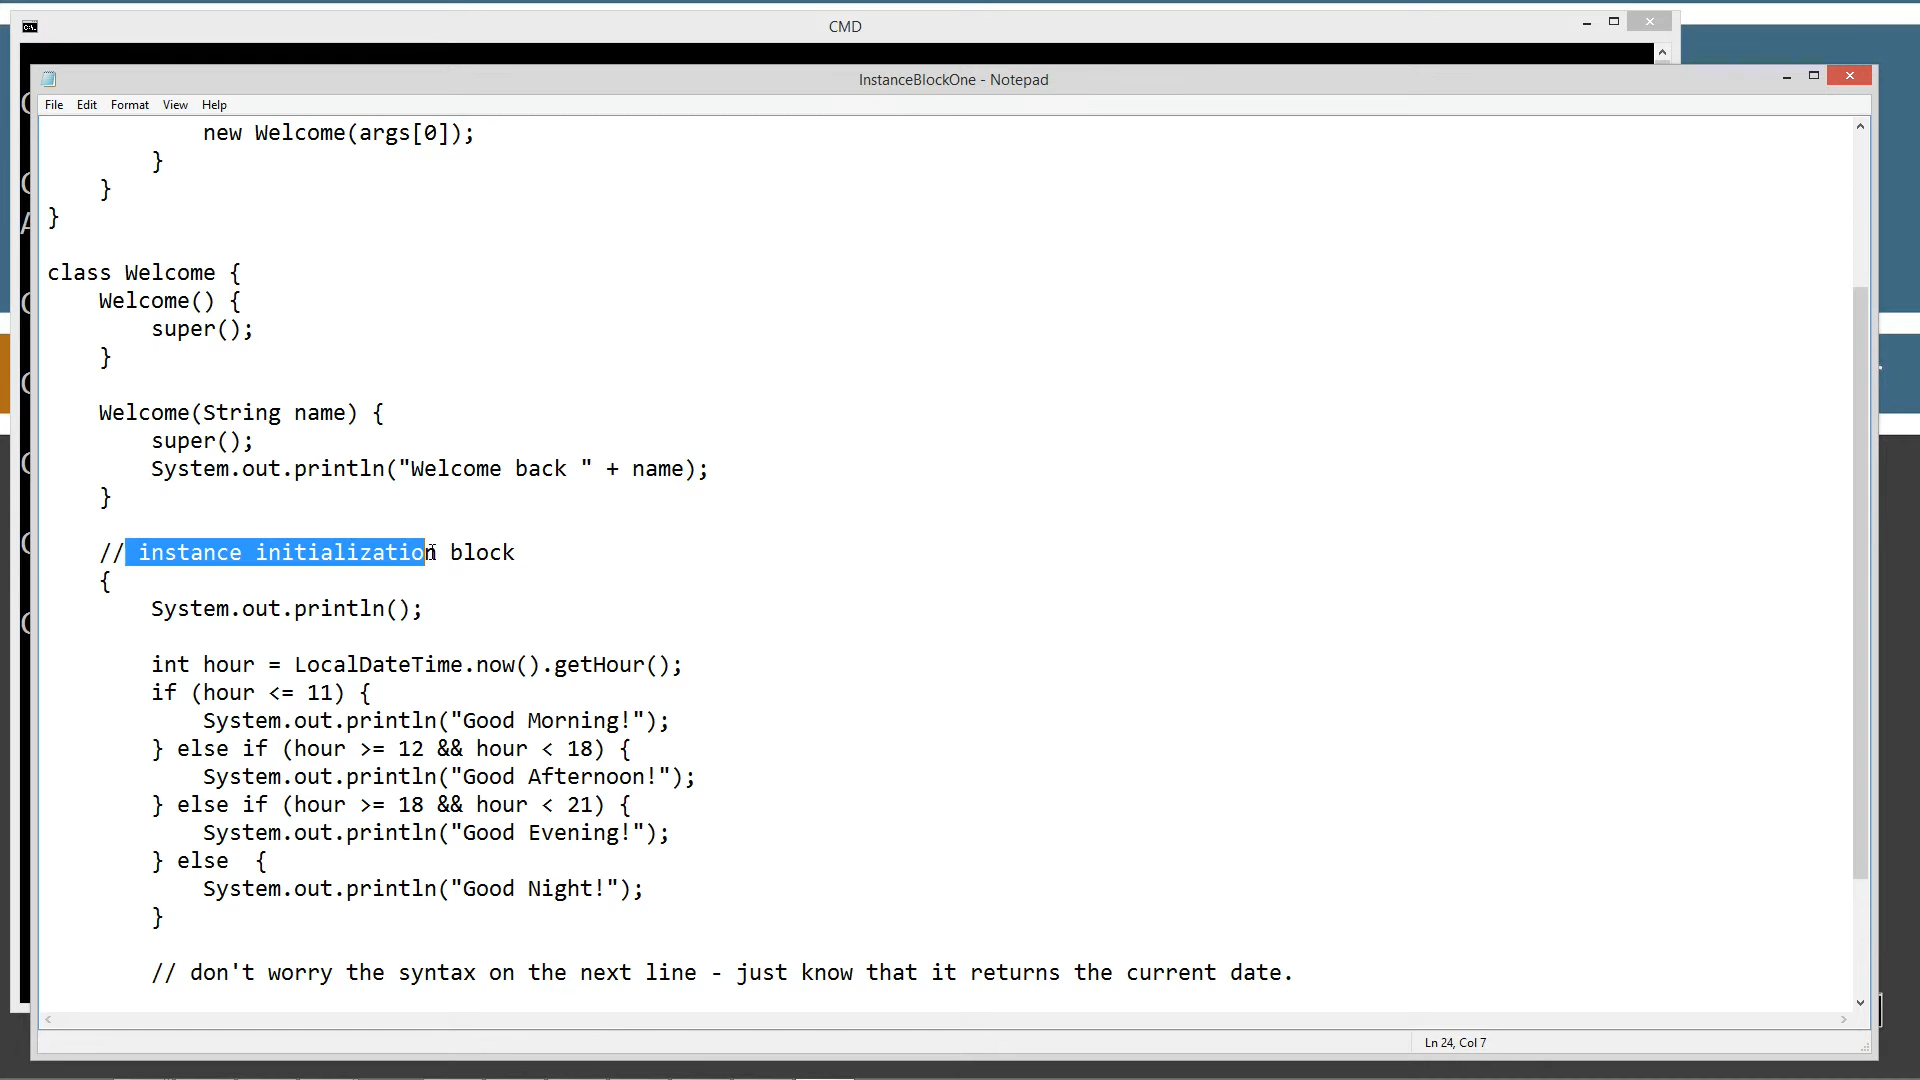 CMD
InstanceBlockOne - Notepad
File Edit Format View Help
new Welcome(args[0]);
}
}
}
class Welcome {
Welcome() {
super();
}
Welcome(String name) {
super();
System.out.println("Welcome back " + name);
}
// instance initialization block
{
System.out.println();
int hour = LocalDateTime.now().getHour();
if (hour <= 11) {
System.out.println("Good Morning!");
} else if (hour >= 12 && hour < 18) {
System.out.println("Good Afternoon!");
} else if (hour >= 18 && hour < 21) {
System.out.println("Good Evening!");
} else  {
System.out.println("Good Night!");
}
// don't worry the syntax on the next line - just know that it returns the current date.
Ln 24, Col 7